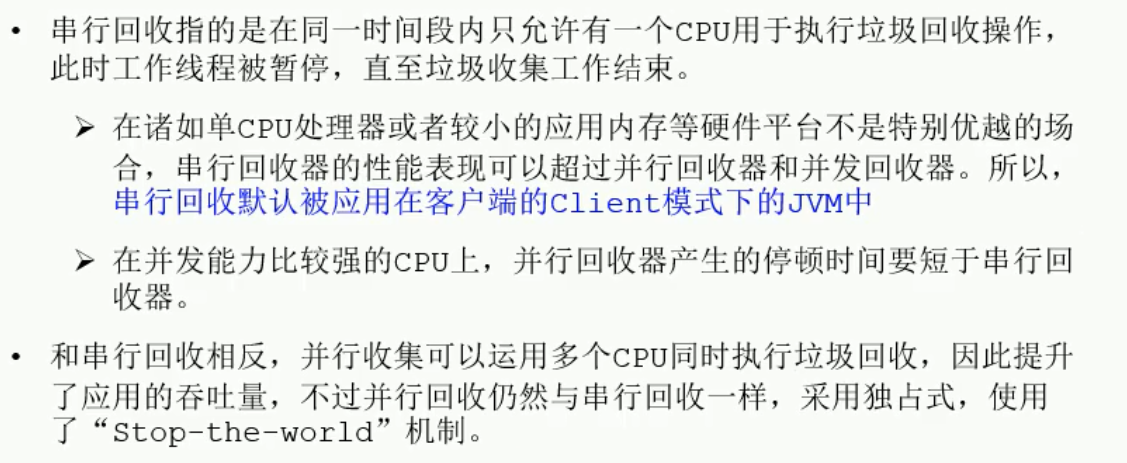 • 串行回收指的是在同一时间段内只允许有一个CPU用于执行垃圾回收操作，
此时工作线程被暂停，直至垃圾收集工作结束。
➢ 在诸如单CPU处理器或者较小的应用内存等硬件平台不是特别优越的场
合，串行回收器的性能表现可以超过并行回收器和并发回收器。所以，
串行回收默认被应用在客户端的Client模式下的JVM中
➢ 在并发能力比较强的CPU上，并行回收器产生的停顿时间要短于串行回
收器。
• 和串行回收相反，并行收集可以运用多个CPU同时执行垃圾回收，因此提升
了应用的吞吐量，不过并行回收仍然与串行回收一样，采用独占式，使用
了“Stop-the-world”机制。